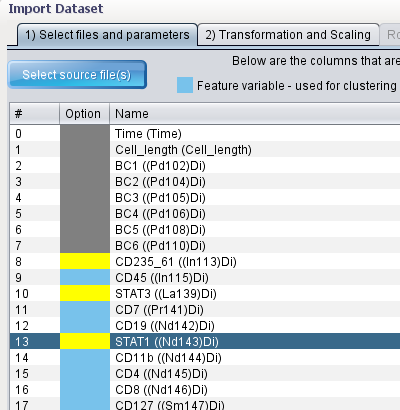 Import Dataset
1) Select files and parameters 2) Transformation and Scaling
Select source file(s) Below are the columns that are
Feature variable - used for clustering
# Option Name
0 Time (Time)
1 Cell_length (Cell_length)
2 BC1 ((Pd102)Di)
3 BC2 ((Pd104)Di)
4 BC3 ((Pd105)Di)
5 BC4 ((Pd106)Di)
6 BC5 ((Pd108)Di)
7 BC6 ((Pd110)Di)
8 CD235_61 ((In113)Di)
9 CD45 ((In115)Di)
10 STAT3 ((La139)Di)
11 CD7 ((Pr141)Di)
12 CD19 ((Nd142)Di)
13 STAT1 ((Nd143)Di)
14 CD11b ((Nd144)Di)
15 CD4 ((Nd145)Di)
16 CD8 ((Nd146)Di)
17 CD127 ((Sm147)Di)